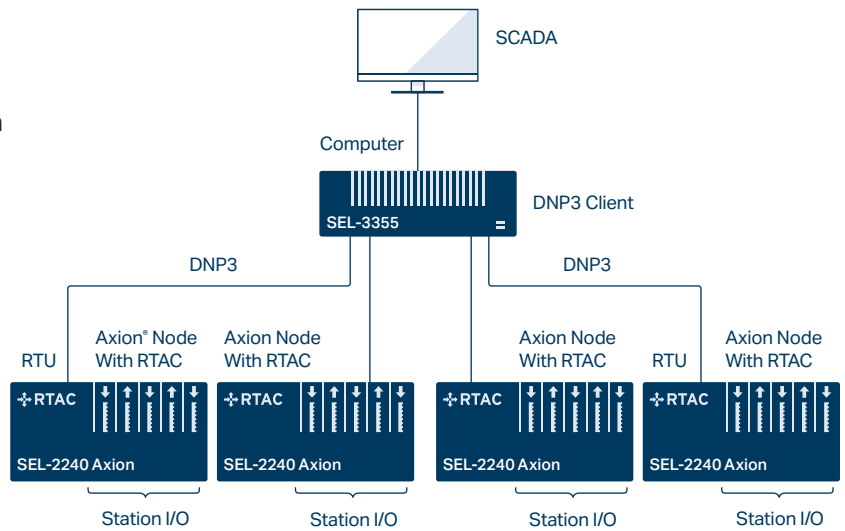 SCADA
Computer
DNP3 Client
SEL-3355
DNP3
DNP3
RTU
Axion® Node
With RTAC
Axion Node
With RTAC
Axion Node
With RTAC
RTU
Axion Node
With RTAC
RTAC
RTAC
RTAC
RTAC
SEL-2240 Axion
SEL-2240 Axion
SEL-2240 Axion
SEL-2240 Axion
Station I/O
Station I/O
Station I/O
Station I/O